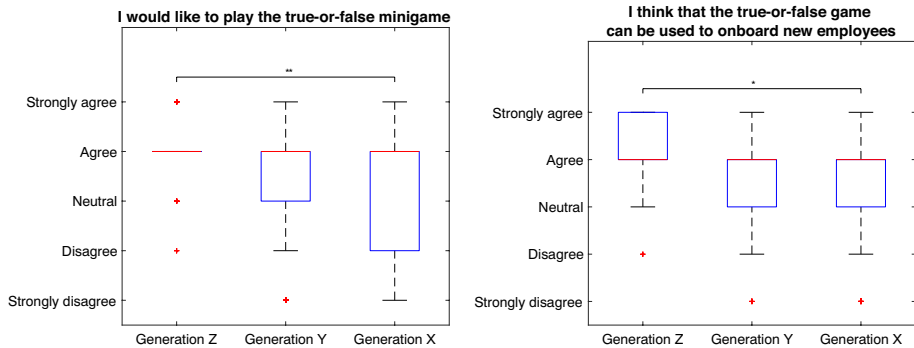 I would like to play the true-or-false minigame
**
Strongly agree
Agree
Neutral
Disagree
Strongly disagree
Generation Z Generation Y Generation X
I think that the true-or-false game
can be used to onboard new employees
*
Strongly agree
Agree
Neutral
Disagree
Strongly disagree
Generation Z Generation Y Generation X